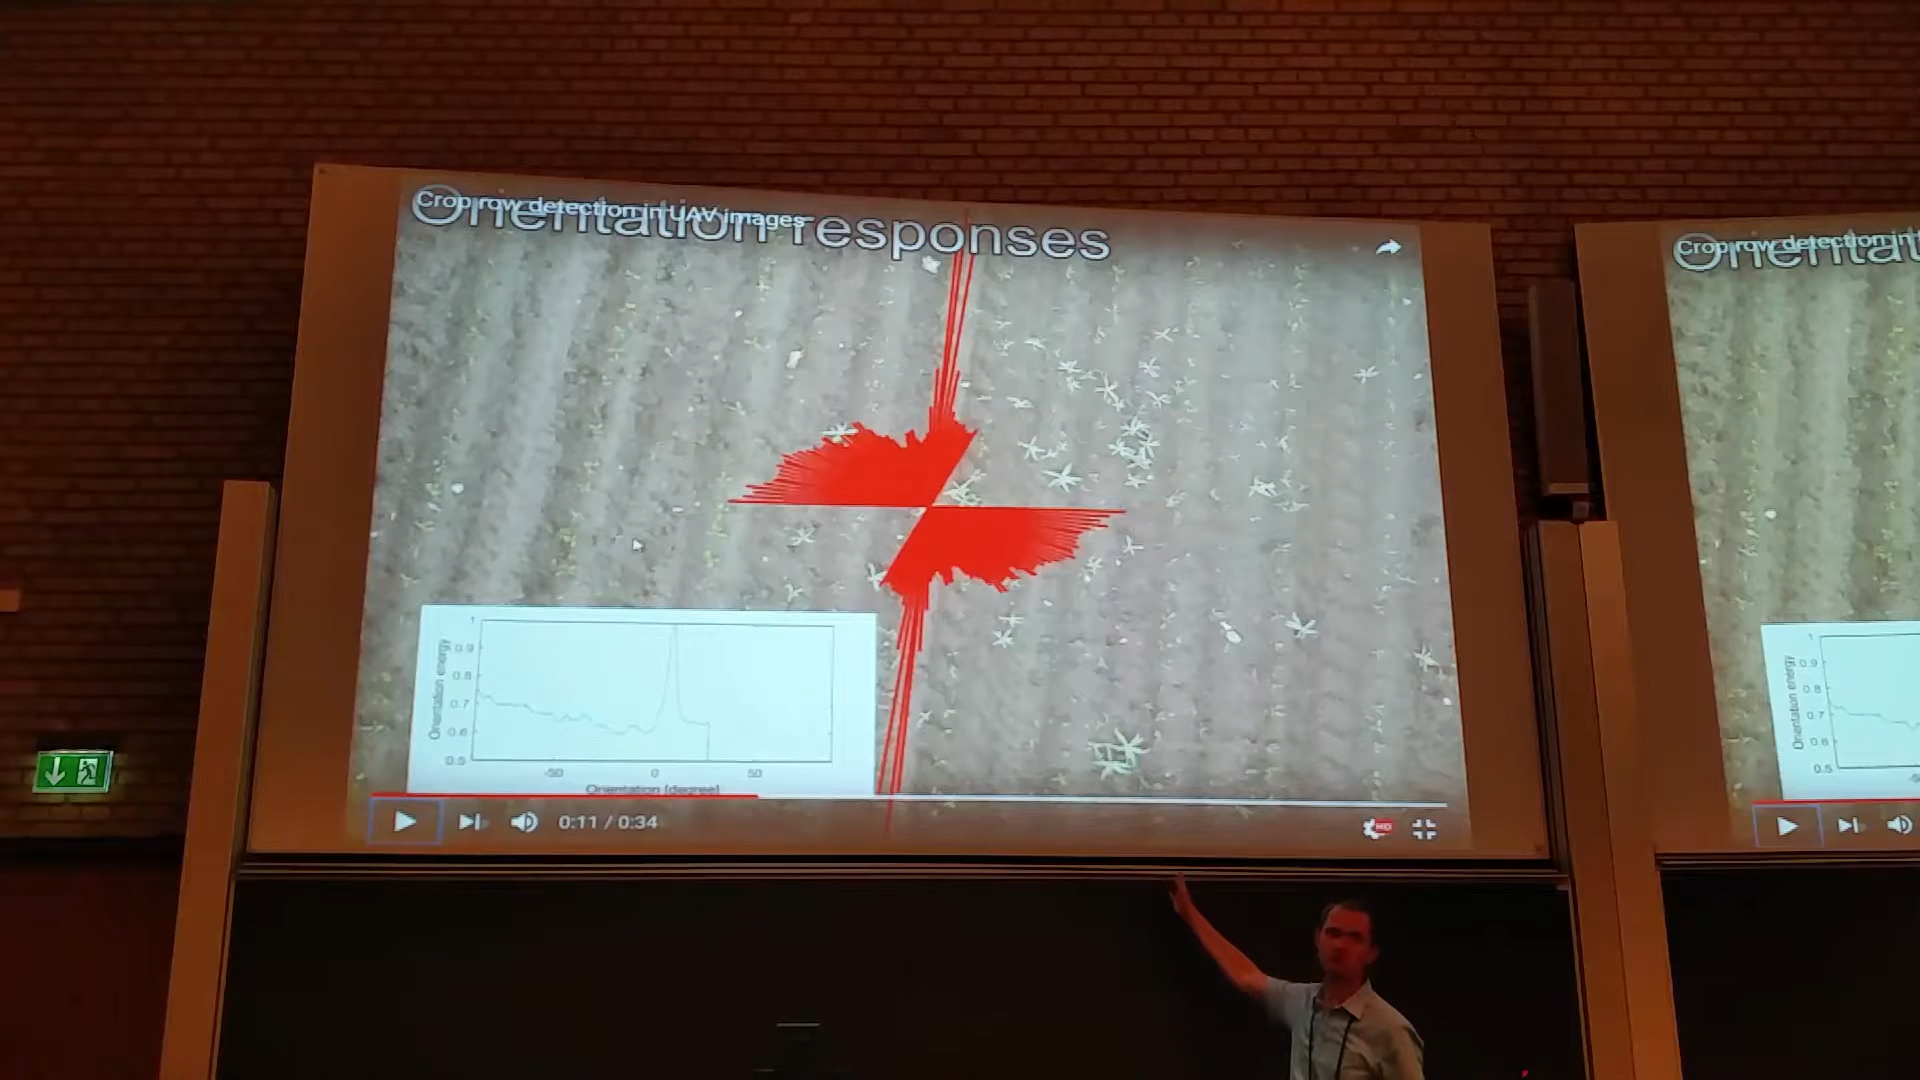 Crop row detection in UAV images
Orientation responses
1
0.9
0.8
0.7
0.6
0.5
Orientation energy
-50
0
50
Orientation [degree]
0:11 / 0:34
HD
Crop row detection in
Orientat
1
0.9
0.8
0.7
0.6
0.5
Orientation energy